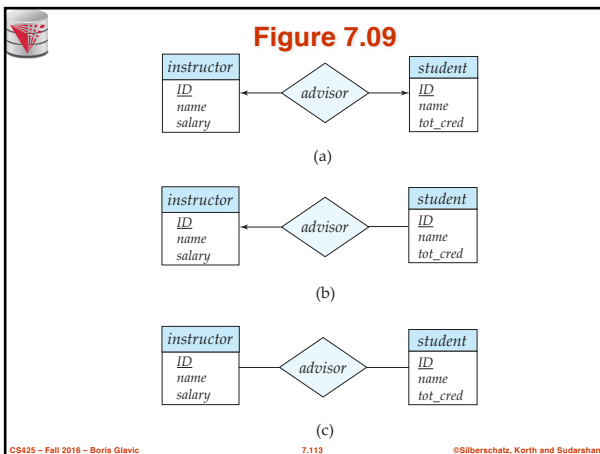 Figure 7.09
instructor
ID
name
salary
advisor
student
ID
name
tot_cred
(a)
instructor
ID
name
salary
advisor
student
ID
name
tot_cred
(b)
instructor
ID
name
salary
advisor
student
ID
name
tot_cred
(c)
CS425 – Fall 2016 – Boris Glavic 7.113 ©Silberschatz, Korth and Sudarshan